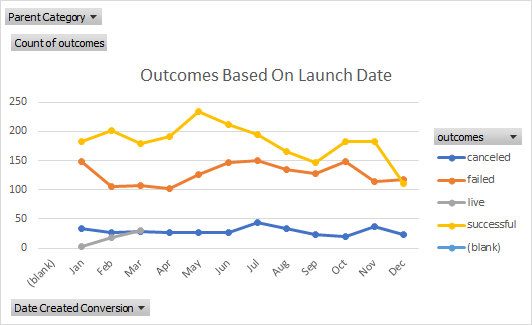 Parent Category
Count of outcomes
Outcomes Based On Launch Date
250
200
150
100
50
0
(blank)
Jan
Feb
Mar
Apr
May
Jun
Jul
Aug
Sep
Oct
Nov
Dec
outcomes
canceled
failed
live
successful
(blank)
Date Created Conversion